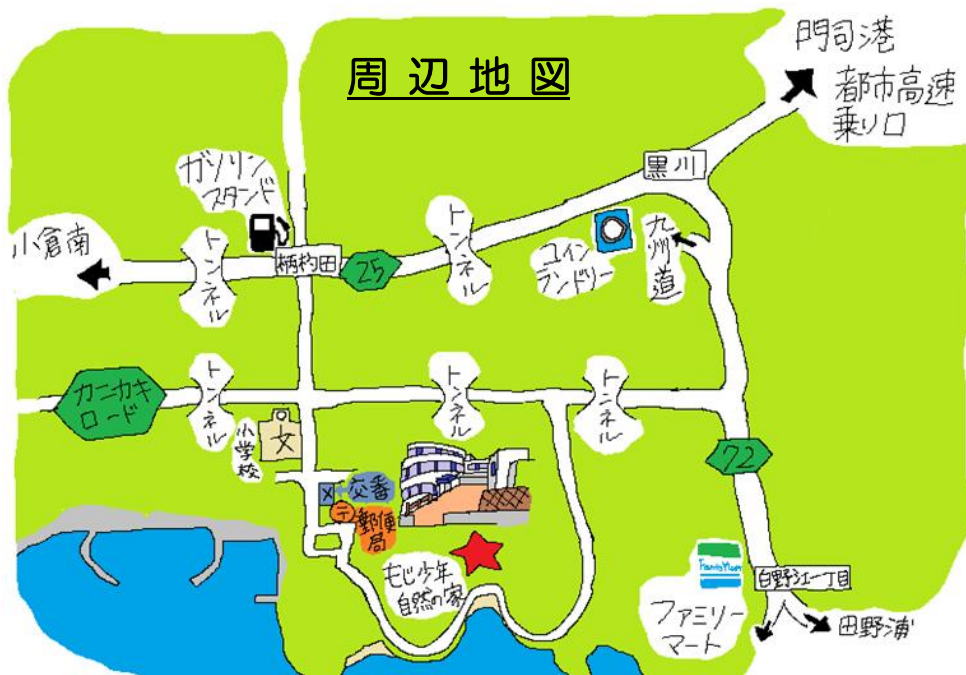 周辺地図
門司港
都市高速
乗り口
ガソリン
スタンド
黒川
小倉南
トンネル
柄杓田
25
トンネル
コイン
ランドリー
九州道
カニカキ
ロード
トンネル
トンネル
トンネル
小学校
文
72
交番
〒
郵便
局
もじ少年
自然の家
FamilyMart
ファミリー
マート
白野江一丁目
田野浦